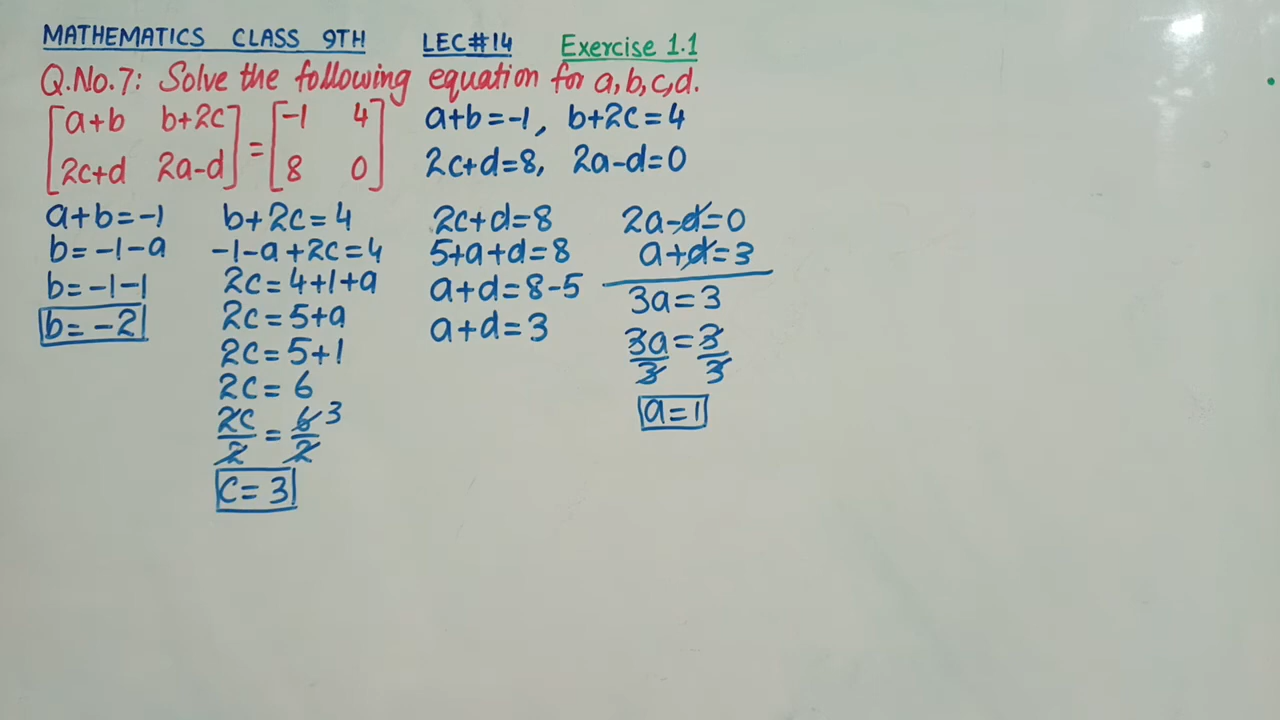 MATHEMATICS CLASS 9TH LEC#14 Exercise 1.1
Q.No.7: Solve the following equation for a,b,c,d.
[a+b b+2c] = [-1 4]
[2c+d 2a-d] [8 0]
a+b=-1, b+2c=4
2c+d=8, 2a-d=0
a+b=-1
b=-1-a
b=-1-1
b=-2
b+2c=4
-1-a+2c=4
2c=4+1+a
2c=5+a
2c=5+1
2c=6
2c/2 = 6/2 3
c=3
2c+d=8
5+a+d=8
a+d=8-5
a+d=3
2a-d=0
a+d=3
3a=3
3a/3=3/3
a=1